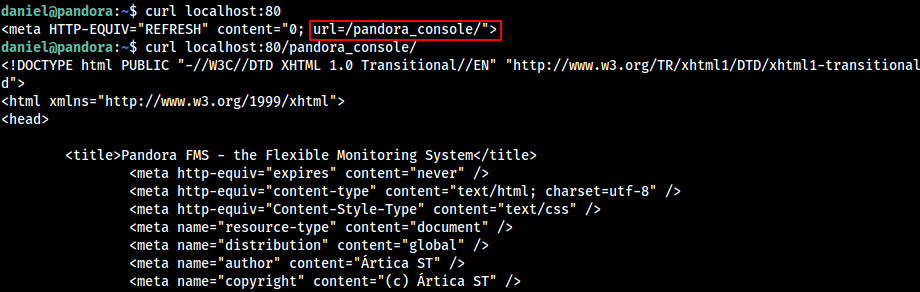 daniel@pandora:~$ curl localhost:80
<meta HTTP-EQUIV="REFRESH" content="0; url=/pandora_console/">
daniel@pandora:~$ curl localhost:80/pandora_console/
<!DOCTYPE html PUBLIC "-//W3C//DTD XHTML 1.0 Transitional//EN" "http://www.w3.org/TR/xhtml1/DTD/xhtml1-transitional
d">
<html xmlns="http://www.w3.org/1999/xhtml">
<head>
<title>Pandora FMS - the Flexible Monitoring System</title>
<meta http-equiv="expires" content="never" />
<meta http-equiv="content-type" content="text/html; charset=utf-8" />
<meta http-equiv="Content-Style-Type" content="text/css" />
<meta name="resource-type" content="document" />
<meta name="distribution" content="global" />
<meta name="author" content="Ártica ST" />
<meta name="copyright" content="(c) Ártica ST" />